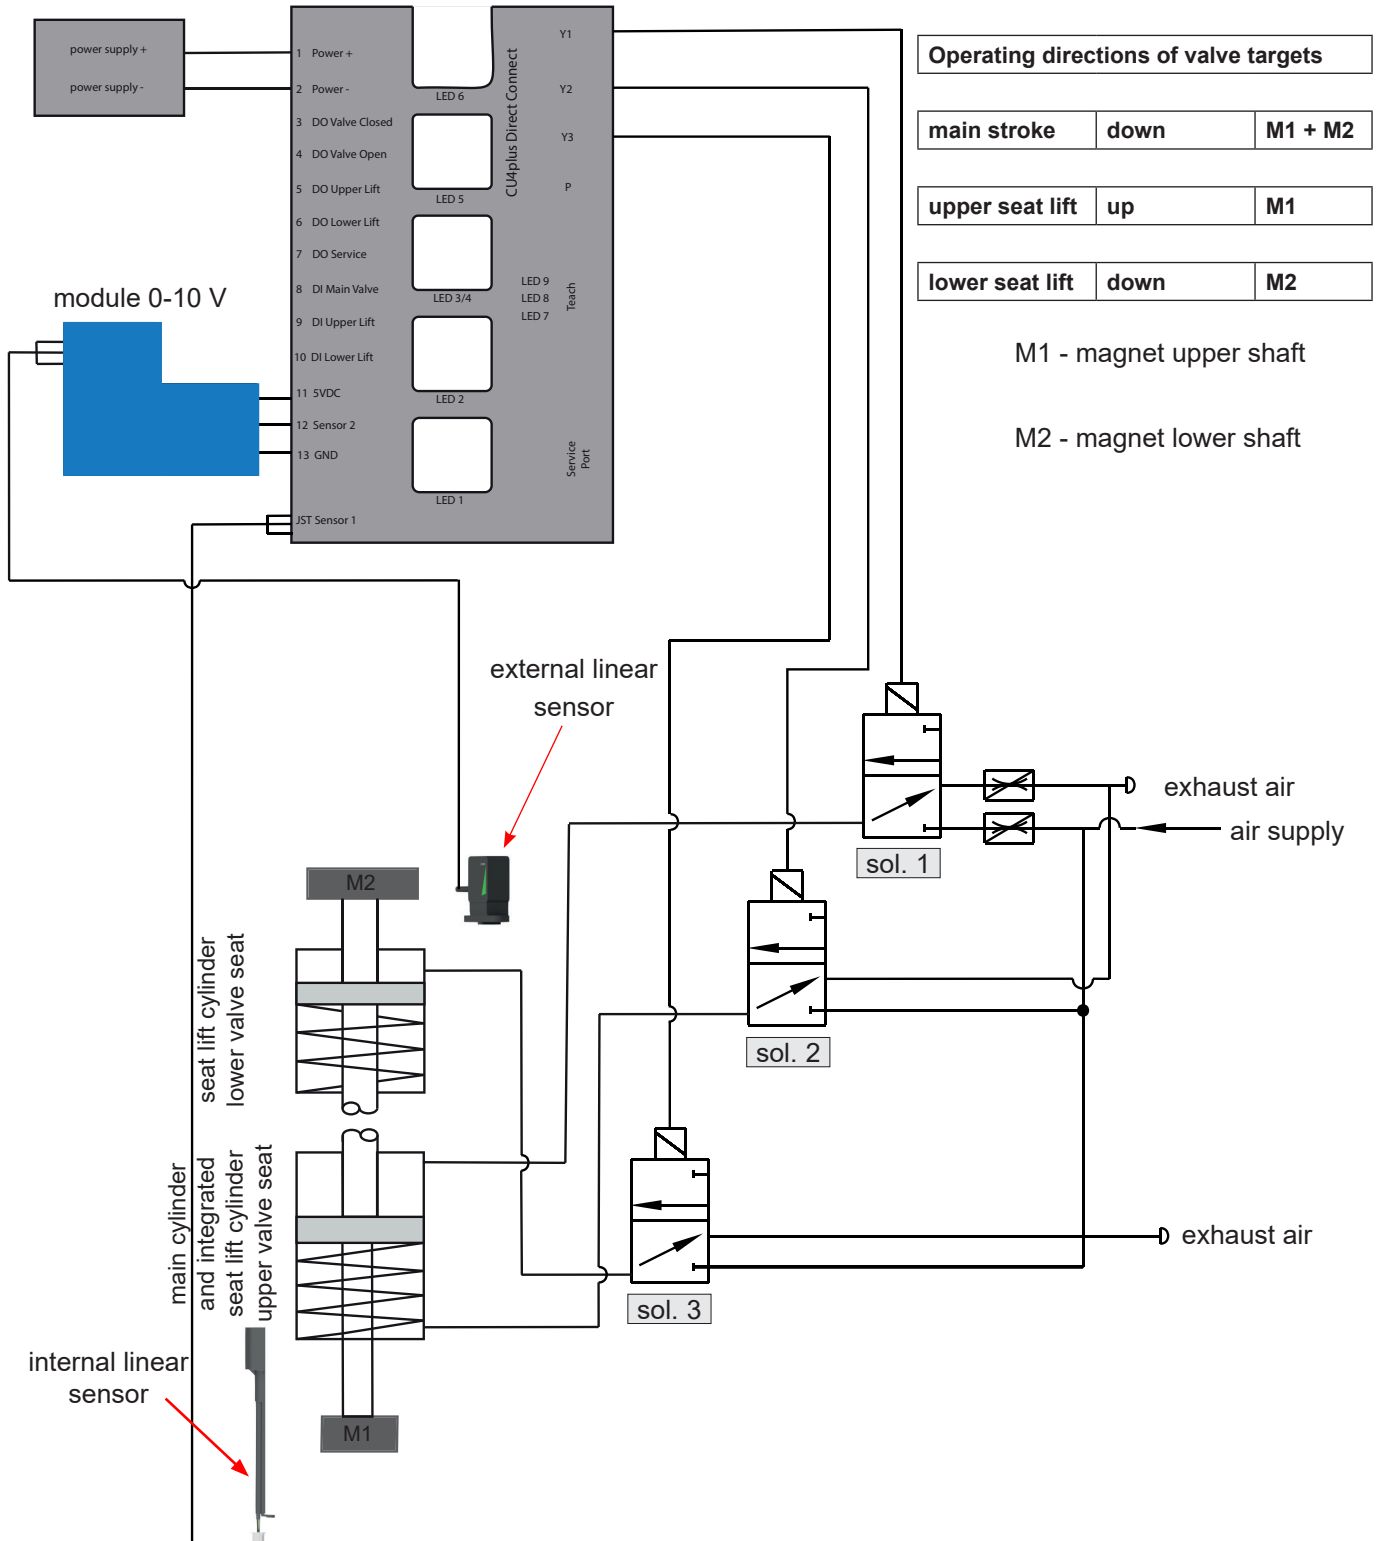 power supply +
power supply -
1 Power +
2 Power -
3 DO Valve Closed
4 DO Valve Open
5 DO Upper Lift
6 DO Lower Lift
7 DO Service
8 DI Main Valve
9 DI Upper Lift
10 DI Lower Lift
11 5VDC
12 Sensor 2
13 GND
JST Sensor 1
LED 6
LED 5
LED 3/4
LED 2
LED 1
CU4plus Direct Connect
Y1
Y2
Y3
P
LED 9
LED 8
LED 7
Teach
Service
Port
Operating directions of valve targets
main stroke down M1 + M2
upper seat lift up M1
lower seat lift down M2
M1 - magnet upper shaft
M2 - magnet lower shaft
module 0-10 V
external linear
sensor
exhaust air
air supply
sol. 1
sol. 2
sol. 3
exhaust air
M2
seat lift cylinder
lower valve seat
main cylinder
and integrated
seat lift cylinder
upper valve seat
internal linear
sensor
M1